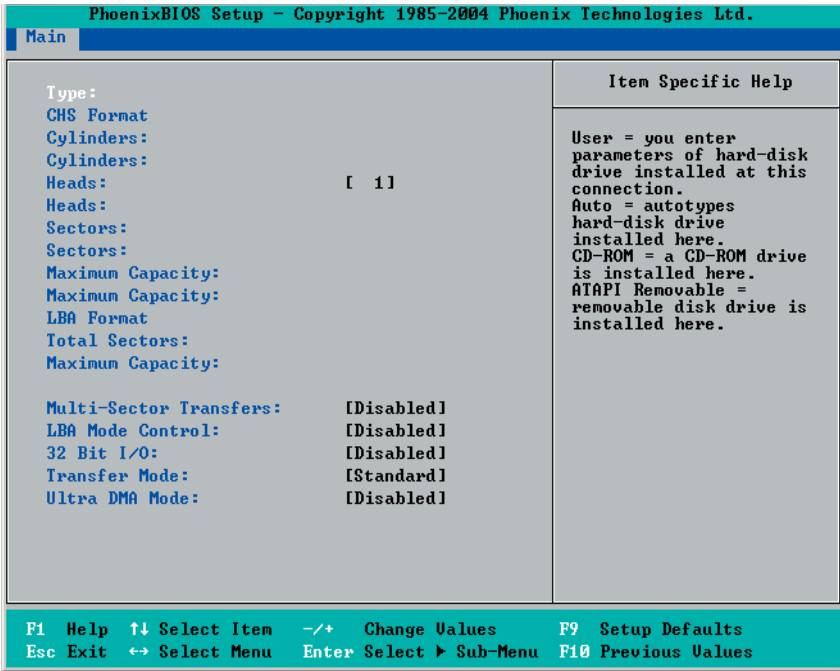 PhoenixBIOS Setup - Copyright 1985-2004 Phoenix Technologies Ltd.
Main
Type:
CHS Format
Cylinders:
Cylinders:
Heads: [ 1]
Heads:
Sectors:
Sectors:
Maximum Capacity:
Maximum Capacity:
LBA Format
Total Sectors:
Maximum Capacity:
Multi-Sector Transfers: [Disabled]
LBA Mode Control: [Disabled]
32 Bit I/O: [Disabled]
Transfer Mode: [Standard]
Ultra DMA Mode: [Disabled]
Item Specific Help
User = you enter
parameters of hard-disk
drive installed at this
connection.
Auto = autotypes
hard-disk drive
installed here.
CD-ROM = a CD-ROM drive
is installed here.
ATAPI Removable =
removable disk drive is
installed here.
F1 Help ↑↓ Select Item -/+ Change Values F9 Setup Defaults
Esc Exit ↔ Select Menu Enter Select ▶ Sub-Menu F10 Previous Values